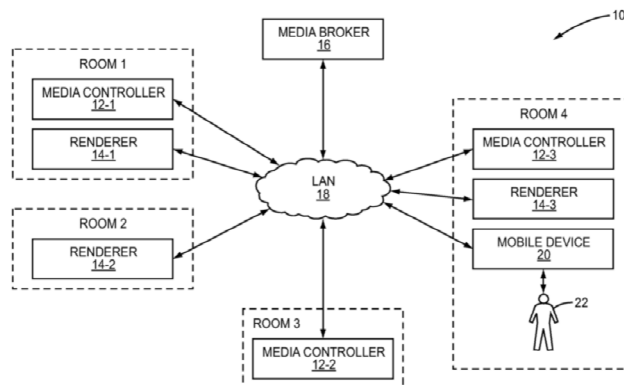 10
MEDIA BROKER
16
ROOM 1
MEDIA CONTROLLER
12-1
RENDERER
14-1
ROOM 2
RENDERER
14-2
LAN
18
ROOM 3
MEDIA CONTROLLER
12-2
ROOM 4
MEDIA CONTROLLER
12-3
RENDERER
14-3
MOBILE DEVICE
20
22